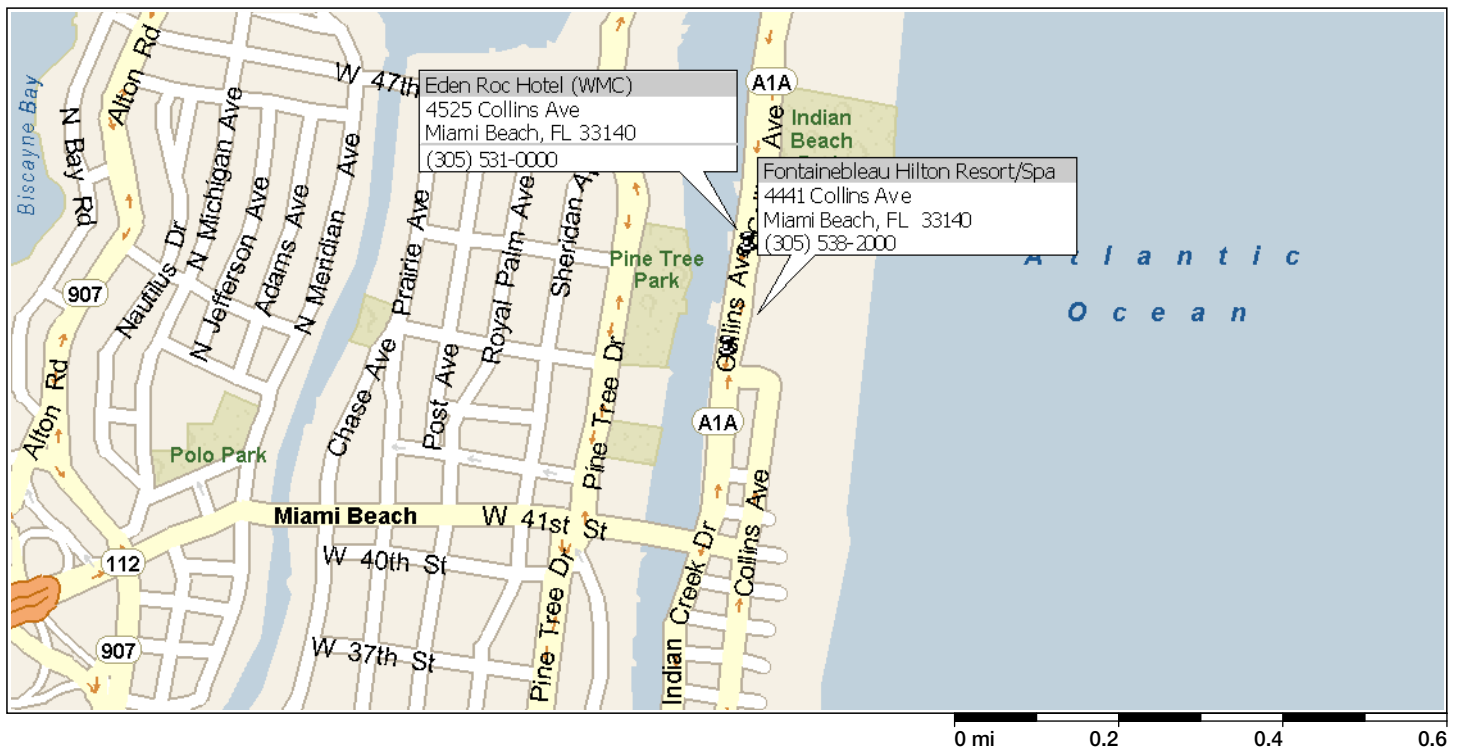 Alton Rd
W 47th
Eden Roc Hotel (WMC)
4525 Collins Ave
Miami Beach, FL 33140
(305) 531-0000
A1A
Indian
Beach
Ave
Fontainebleau Hilton Resort/Spa
4441 Collins Ave
Miami Beach, FL 33140
(305) 538-2000
Biscayne Bay
N Bay Rd
N Michigan Ave
N Jefferson Ave
Adams Ave
N Meridian Ave
Nautilus Dr
Prairie Ave
Royal Palm Ave
Sheridan
Pine Tree
Park
Collins Ave
Atlantic
Ocean
907
Collins Ave
Chase Ave
Post Ave
Pine Tree Dr
A1A
Alton Rd
Polo Park
Miami Beach
W 41st St
Collins Ave
Indian Creek Dr
112
W 40th St
Pine Tree Dr
907
W 37th St
0 mi
0.2
0.4
0.6